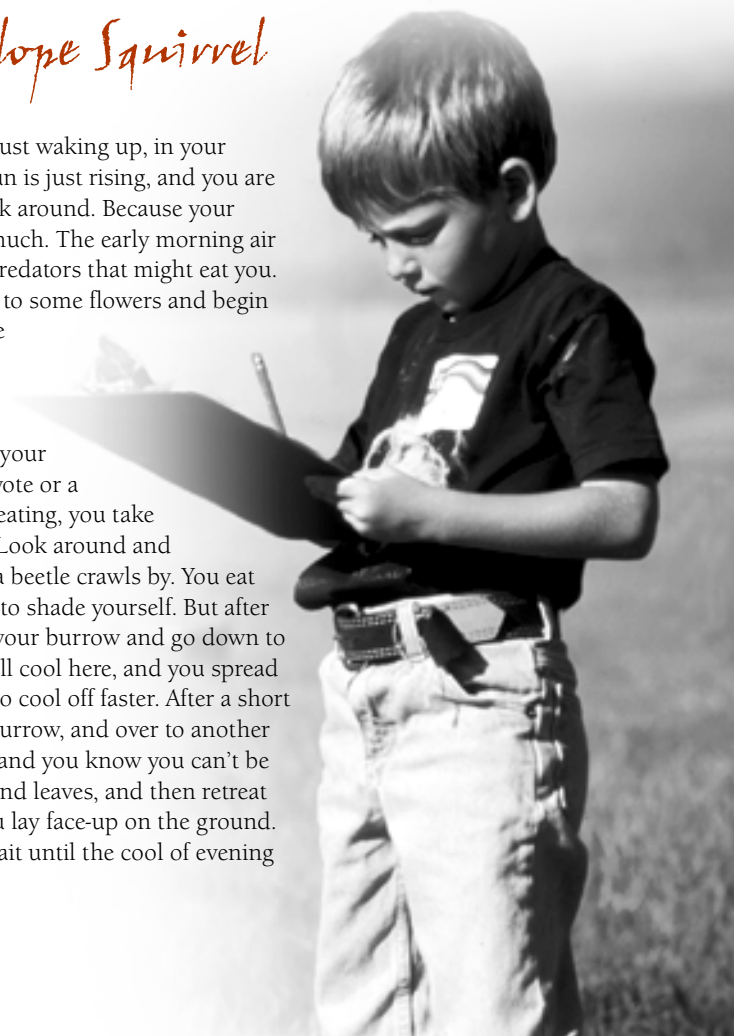 lope Squirrel
ust waking up, in your
un is just rising, and you are
k around. Because your
nuch. The early morning air
redators that might eat you.
to some flowers and begin
e
your
ote or a
eating, you take
Look around and
a beetle crawls by. You eat
to shade yourself. But after
your burrow and go down to
ll cool here, and you spread
o cool off faster. After a short
urrow, and over to another
and you know you can't be
nd leaves, and then retreat
u lay face-up on the ground.
ait until the cool of evening